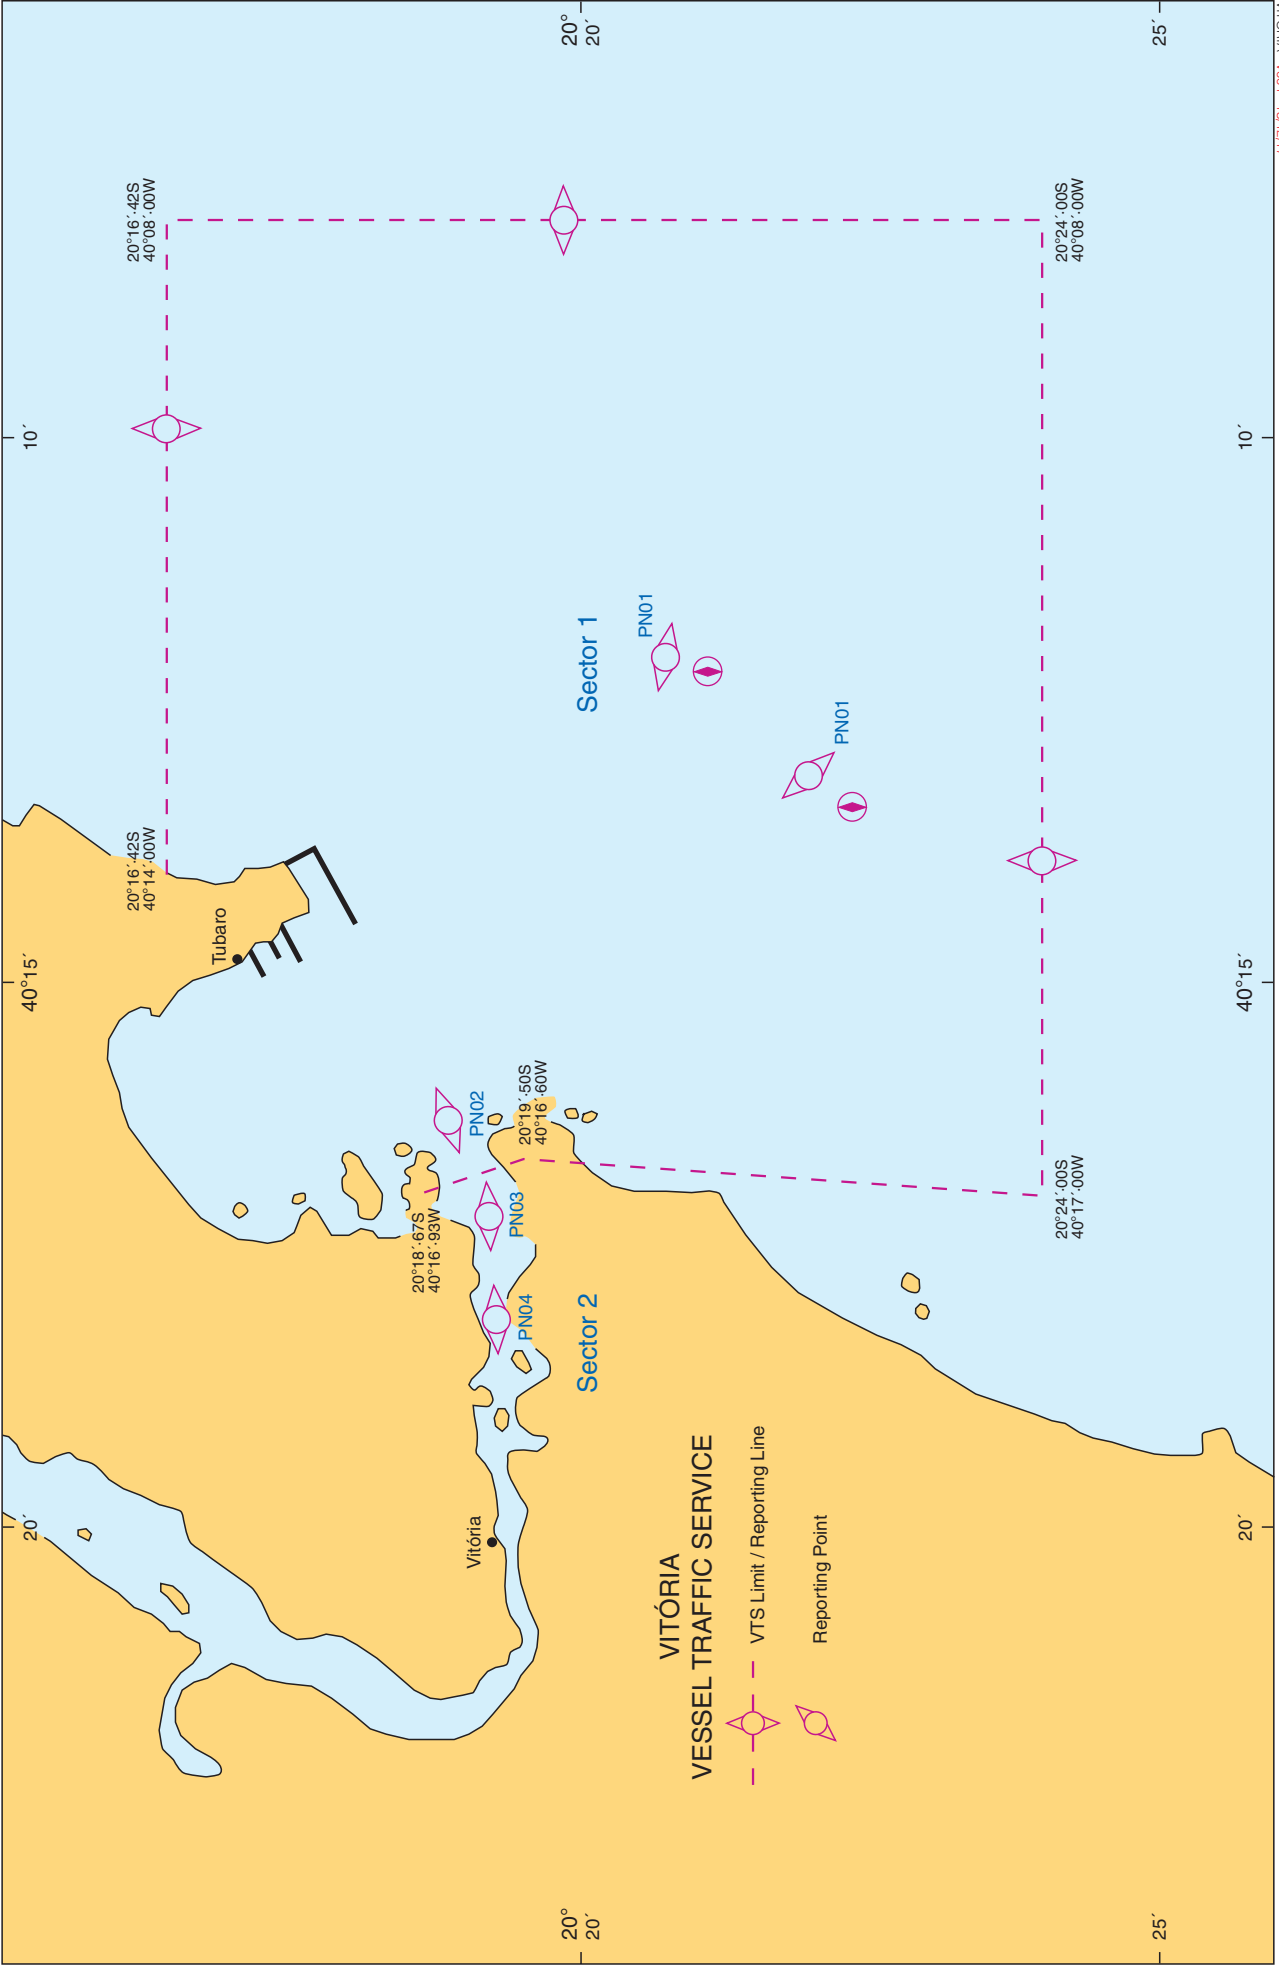 VITÓRIA
VESSEL TRAFFIC SERVICE
VTS Limit / Reporting Line
Reporting Point
20´
40°15´
10´
20°
20´
20°
20´
25´
25´
20´
40°15´
10´
20°16´·42S
40°14´·00W
20°16´·42S
40°08´·00W
Tubaro
20°18´·67S
40°16´·93W
PN02
PN03
PN04
20°19´·50S
40°16´·60W
Vitória
Sector 2
Sector 1
PN01
PN01
20°24´·00S
40°17´·00W
20°24´·00S
40°08´·00W